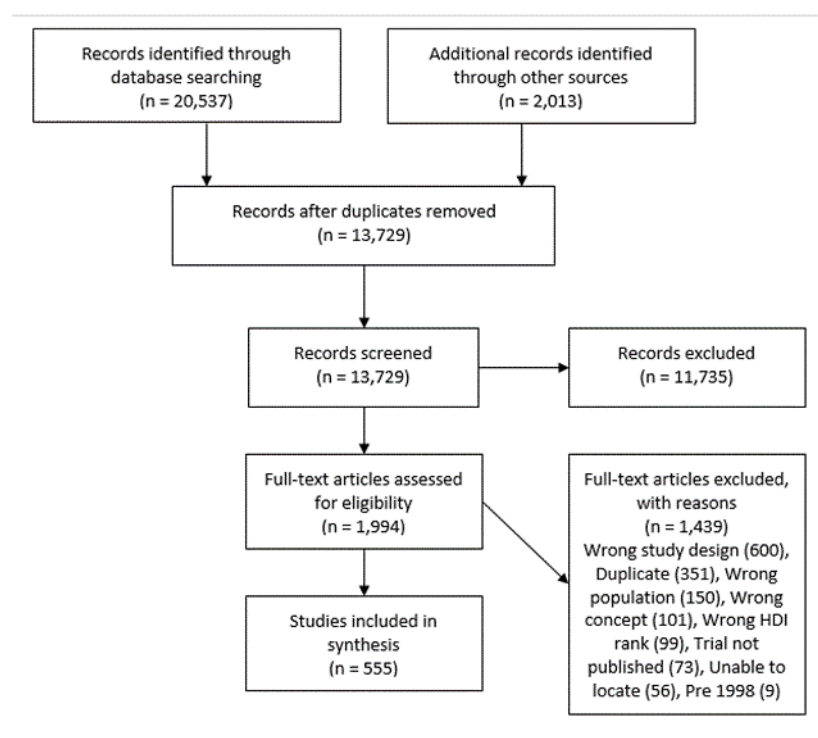 Records identified through
database searching
(n = 20,537)
Additional records identified
through other sources
(n = 2,013)
Records after duplicates removed
(n = 13,729)
Records screened
(n = 13,729)
Records excluded
(n = 11,735)
Full-text articles assessed
for eligibility
(n = 1,994)
Full-text articles excluded,
with reasons
(n = 1,439)
Wrong study design (600),
Duplicate (351), Wrong
population (150), Wrong
concept (101), Wrong HDI
rank (99), Trial not
published (73), Unable to
locate (56), Pre 1998 (9)
Studies included in
synthesis
(n = 555)